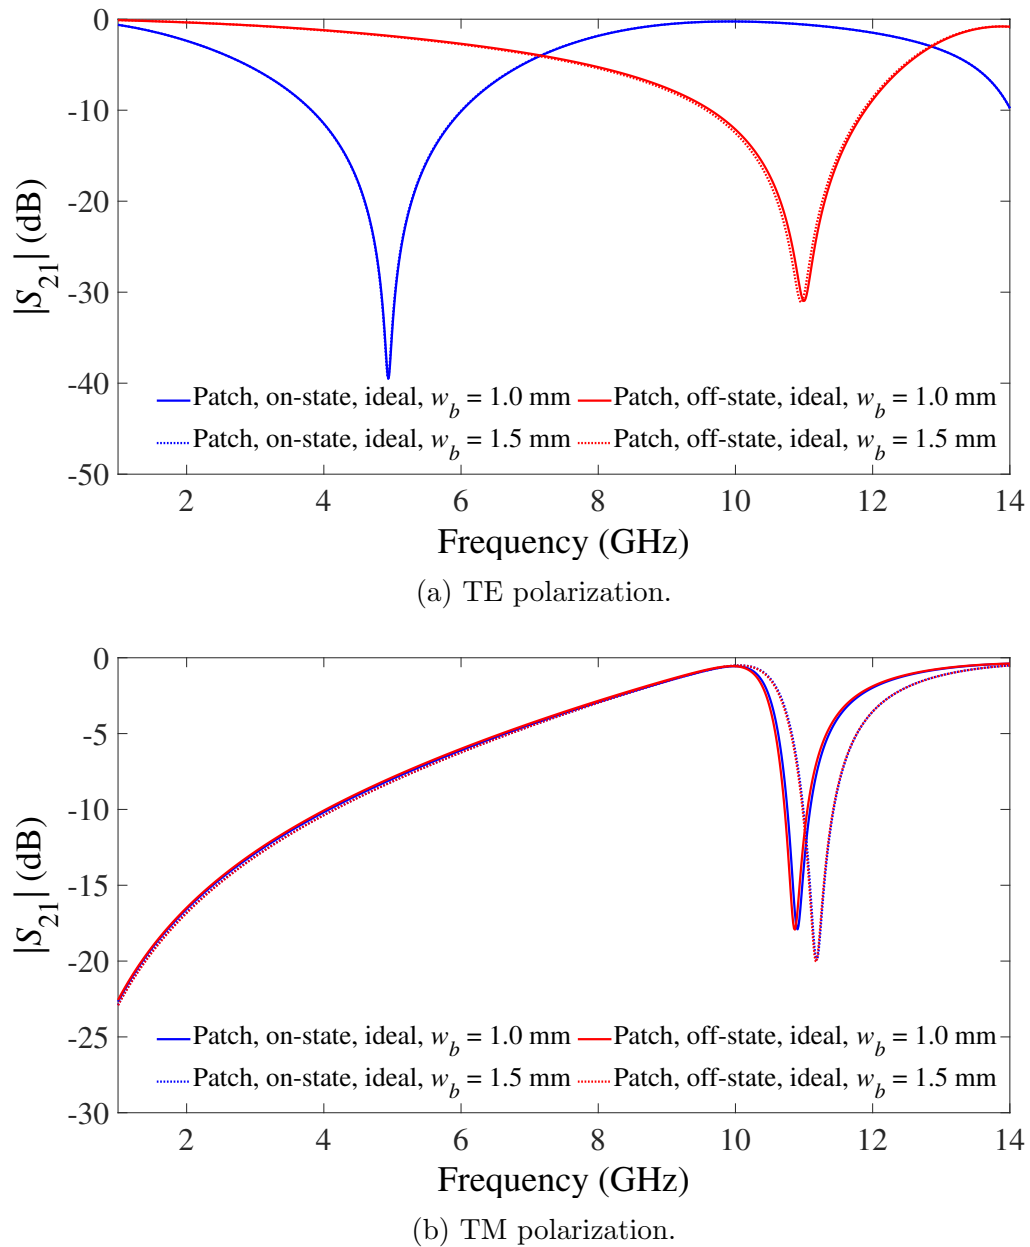 0
-10
-20
-30
-40
-50
|S21| (dB)
Patch, on-state, ideal, wb = 1.0 mm
Patch, off-state, ideal, wb = 1.0 mm
Patch, on-state, ideal, wb = 1.5 mm
Patch, off-state, ideal, wb = 1.5 mm
2 4 6 8 10 12 14
Frequency (GHz)
(a) TE polarization.
0
-5
-10
-15
-20
-25
-30
|S21| (dB)
Patch, on-state, ideal, wb = 1.0 mm
Patch, off-state, ideal, wb = 1.0 mm
Patch, on-state, ideal, wb = 1.5 mm
Patch, off-state, ideal, wb = 1.5 mm
2 4 6 8 10 12 14
Frequency (GHz)
(b) TM polarization.